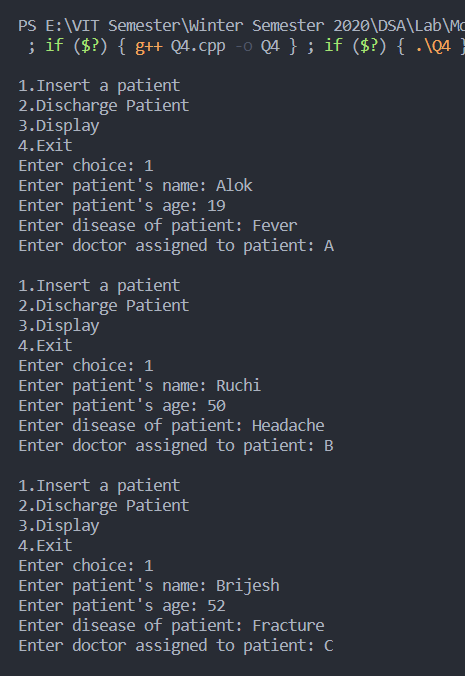 PS E:\VIT Semester\Winter Semester 2020\DSA\Lab\Mo
; if ($?) { g++ Q4.cpp -o Q4 } ; if ($?) { .\Q4 }
1.Insert a patient
2.Discharge Patient
3.Display
4.Exit
Enter choice: 1
Enter patient's name: Alok
Enter patient's age: 19
Enter disease of patient: Fever
Enter doctor assigned to patient: A
1.Insert a patient
2.Discharge Patient
3.Display
4.Exit
Enter choice: 1
Enter patient's name: Ruchi
Enter patient's age: 50
Enter disease of patient: Headache
Enter doctor assigned to patient: B
1.Insert a patient
2.Discharge Patient
3.Display
4.Exit
Enter choice: 1
Enter patient's name: Brijesh
Enter patient's age: 52
Enter disease of patient: Fracture
Enter doctor assigned to patient: C